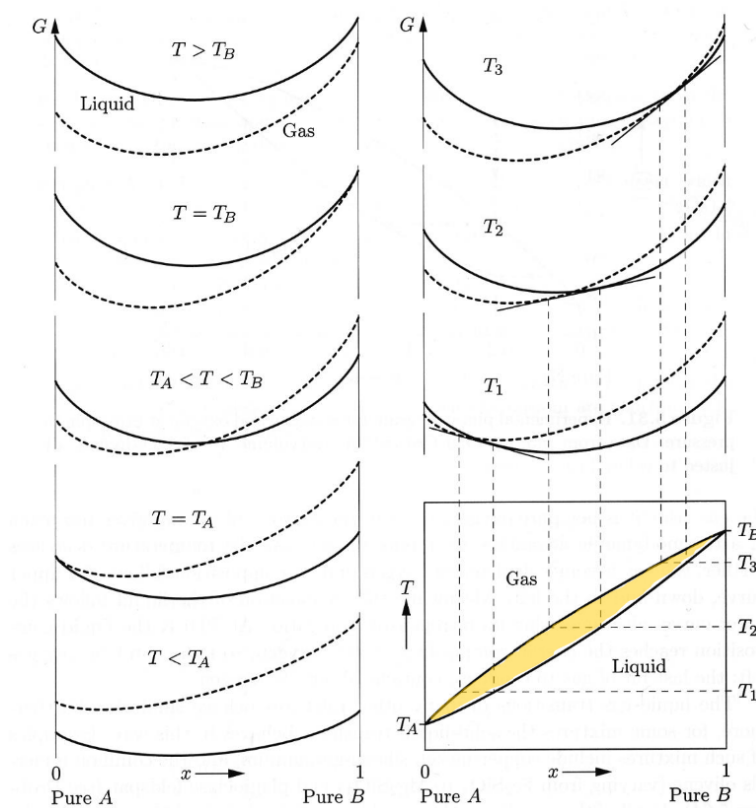 G
T > T_B
Liquid
Gas
T = T_B
T_A < T < T_B
T = T_A
T < T_A
0
x
1
Pure A
Pure B
G
T_3
T_2
T_1
T
Gas
Liquid
T_B
T_3
T_2
T_1
T_A
0
x
1
Pure A
Pure B